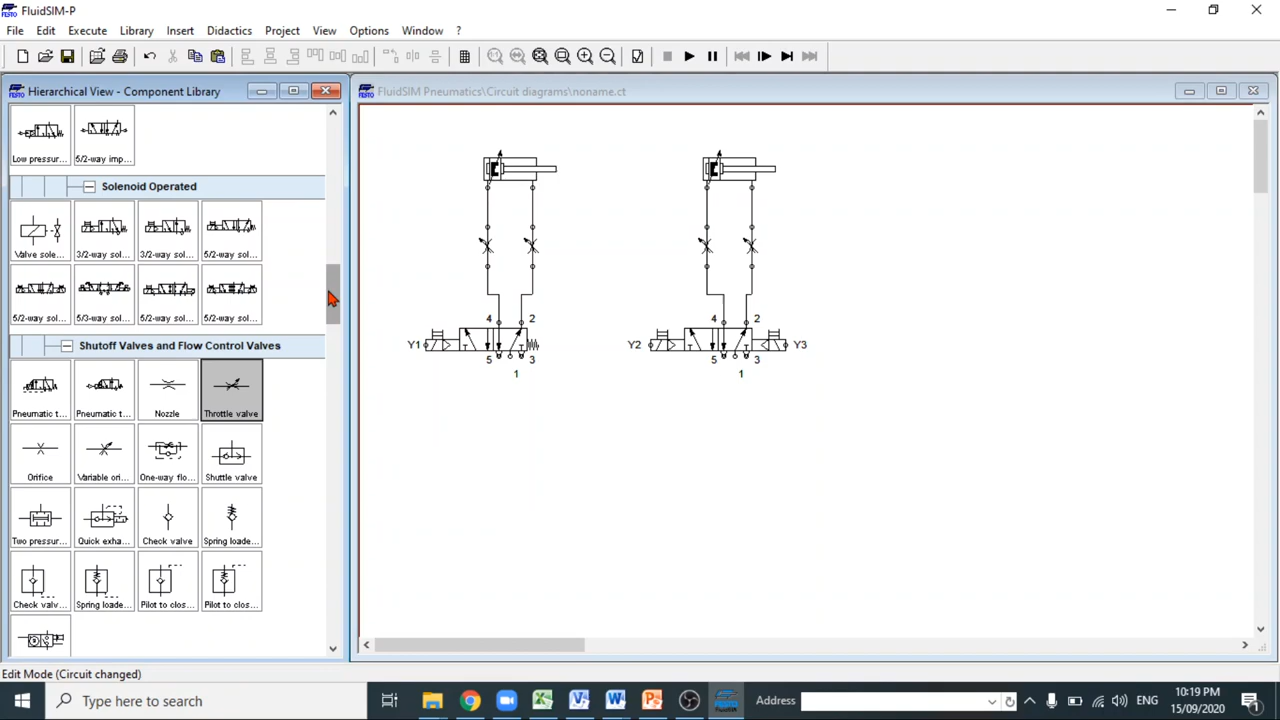 FluidSIM-P
File Edit Execute Library Insert Didactics Project View Options Window ?
Hierarchical View - Component Library
FluidSIM Pneumatics\Circuit diagrams\noname.ct
Low pressur... 5/2-way imp...
Solenoid Operated
Valve sole... 3/2-way sol... 3/2-way sol... 5/2-way sol...
5/2-way sol... 5/3-way sol... 5/2-way sol... 5/2-way sol...
Shutoff Valves and Flow Control Valves
Pneumatic t... Pneumatic t... Nozzle Throttle valve
Orifice Variable ori... One-way flo... Shuttle valve
Two pressur... Quick exha... Check valve Spring loade...
Check valv... Spring loade... Pilot to clos... Pilot to clos...
4 2 4 2
Y1 Y2 Y3
5 3 5 3
1 1
Edit Mode (Circuit changed)
Type here to search
Address
ENG
10:19 PM
15/09/2020